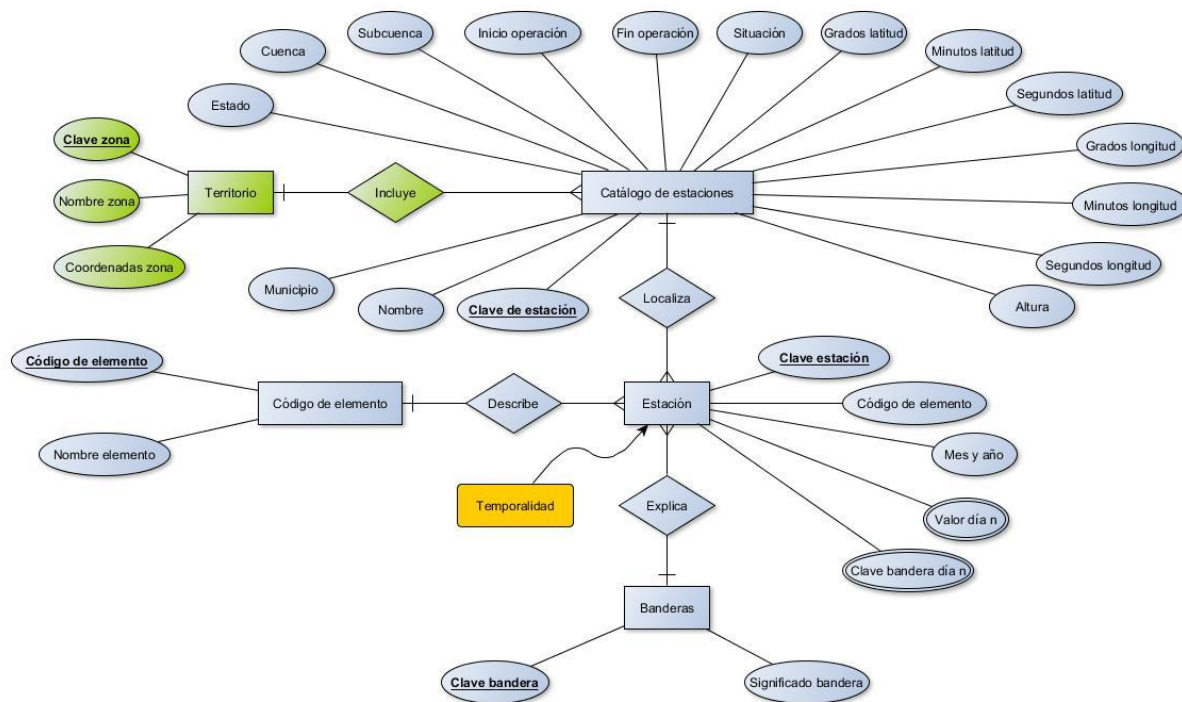 Cuenca
Subcuenca
Inicio operación
Fin operación
Situación
Grados latitud
Minutos latitud
Segundos latitud
Estado
Clave zona
Grados longitud
Territorio
Incluye
Catálogo de estaciones
Nombre zona
Minutos longitud
Coordenadas zona
Segundos longitud
Municipio
Nombre
Clave de estación
Localiza
Altura
Código de elemento
Clave estación
Código de elemento
Describe
Estación
Código de elemento
Nombre elemento
Mes y año
Temporalidad
Explica
Valor día n
Clave bandera día n
Banderas
Clave bandera
Significado bandera